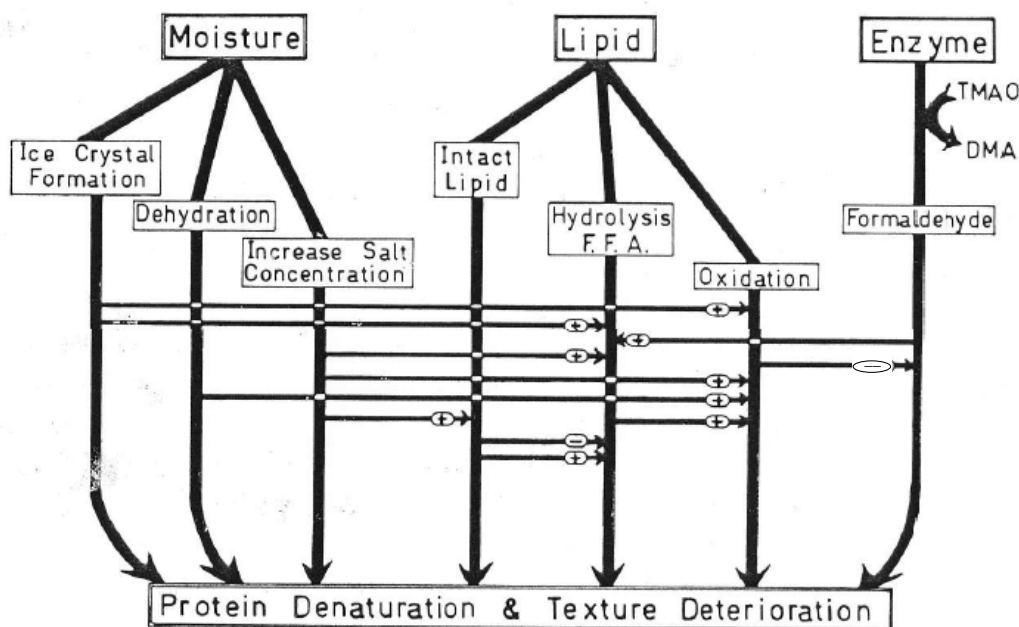 Moisture
Lipid
Enzyme
TMAO
DMA
Ice Crystal
Formation
Intact
Lipid
Dehydration
Hydrolysis
F. F. A.
Formaldehyde
Increase Salt
Concentration
Oxidation
+
+
+
+
-
+
+
+
+
-
+
Protein Denaturation & Texture Deterioration